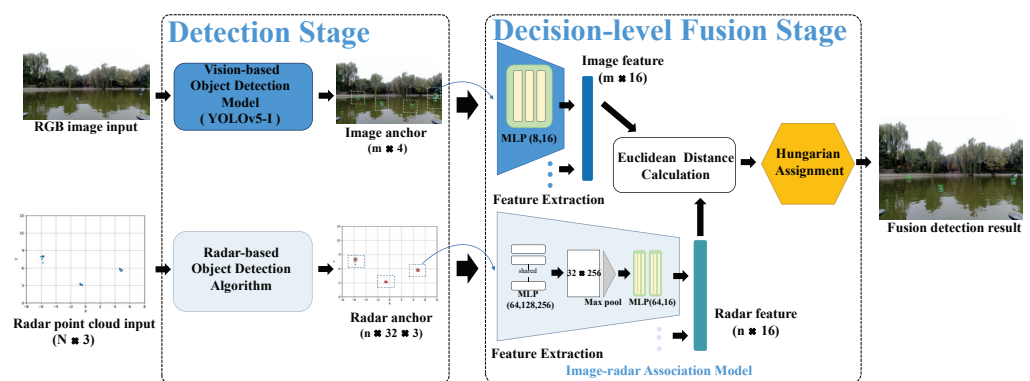 Detection Stage
Decision-level Fusion Stage
RGB image input
Vision-based
Object Detection
Model
( YOLOv5-l )
Image anchor
(m × 4)
MLP (8,16)
Feature Extraction
Image feature
(m × 16)
Euclidean Distance
Calculation
Hungarian
Assignment
Fusion detection result
Radar point cloud input
(N × 3)
Radar-based
Object Detection
Algorithm
Radar anchor
(n × 32 × 3)
shared
MLP
(64,128,256)
32 × 256
Max pool
MLP(64,16)
Feature Extraction
Radar feature
(n × 16)
Image-radar Association Model